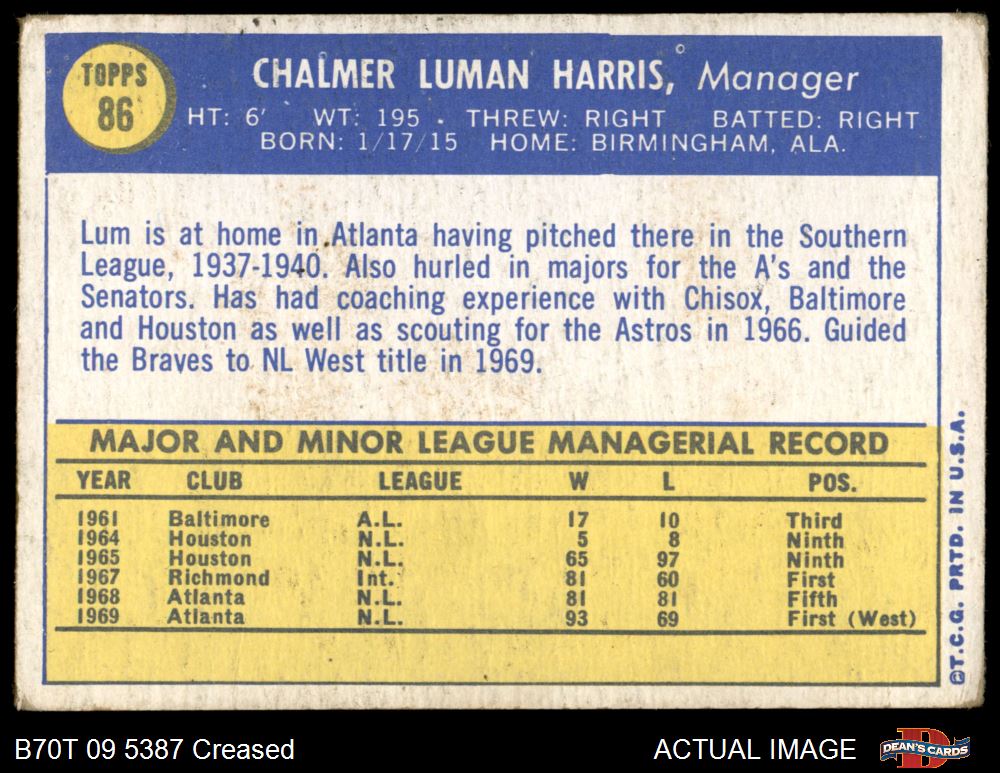 TOPPS
86
CHALMER LUMAN HARRIS, Manager
HT: 6' WT: 195 THREW: RIGHT BATTED: RIGHT
BORN: 1/17/15 HOME: BIRMINGHAM, ALA.
Lum is at home in Atlanta having pitched there in the Southern
League, 1937-1940. Also hurled in majors for the A's and the
Senators. Has had coaching experience with Chisox, Baltimore
and Houston as well as scouting for the Astros in 1966. Guided
the Braves to NL West title in 1969.
MAJOR AND MINOR LEAGUE MANAGERIAL RECORD
YEAR CLUB LEAGUE W L POS.
1961 Baltimore A.L. 17 10 Third
1964 Houston N.L. 5 8 Ninth
1965 Houston N.L. 65 97 Ninth
1967 Richmond Int. 81 60 First
1968 Atlanta N.L. 81 81 Fifth
1969 Atlanta N.L. 93 69 First (West)
©T.C.G. PRTD. IN U.S.A.
B70T 09 5387 Creased
ACTUAL IMAGE
DEAN'S CARDS